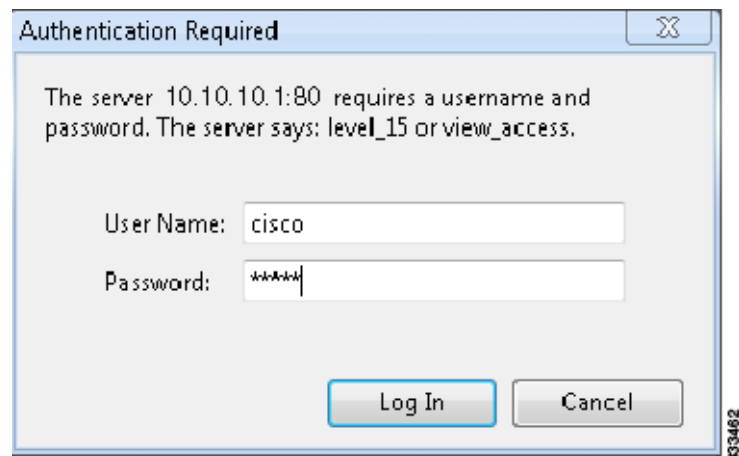 Authentication Required
The server 10.10.10.1:80 requires a username and
password. The server says: level_15 or view_access.
User Name: cisco
Password: *****
Log In Cancel